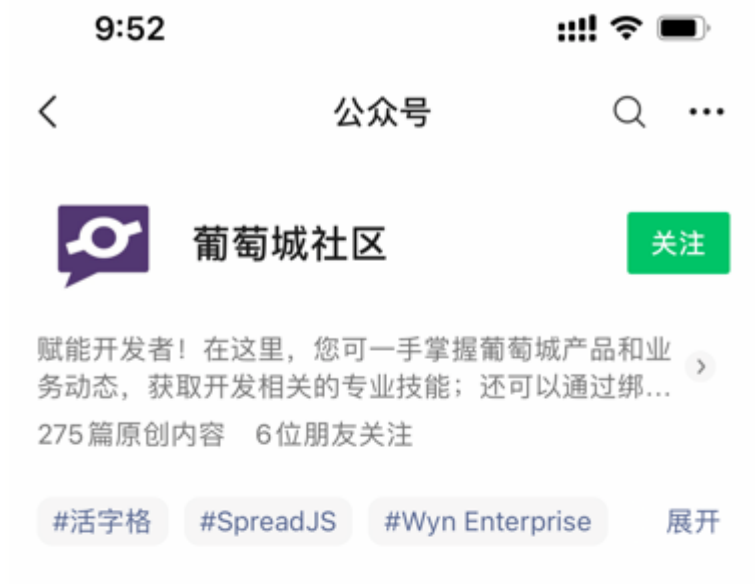 9:52
公众号
葡萄城社区
关注
赋能开发者！在这里，您可一手掌握葡萄城产品和业
务动态，获取开发相关的专业技能；还可以通过绑...
275篇原创内容 6位朋友关注
#活字格 #SpreadJS #Wyn Enterprise 展开